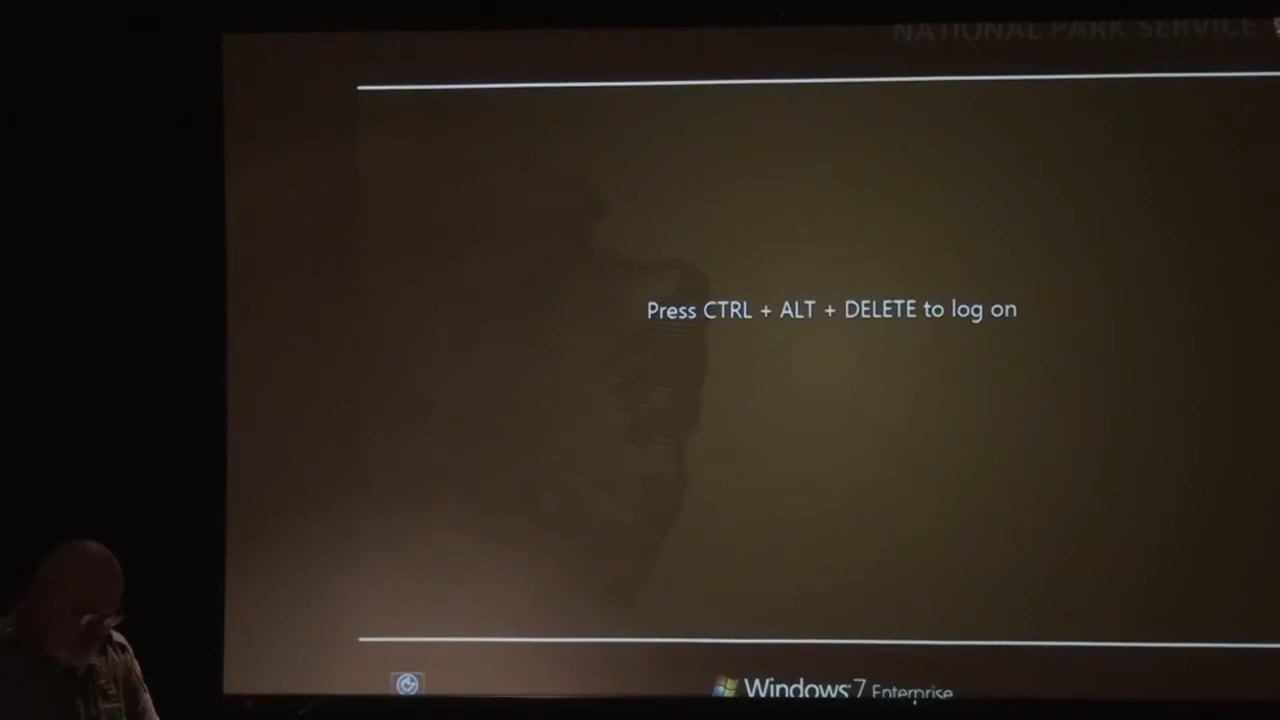 NATIONAL PARK SERVICE
Press CTRL + ALT + DELETE to log on
Windows 7 Enterprise